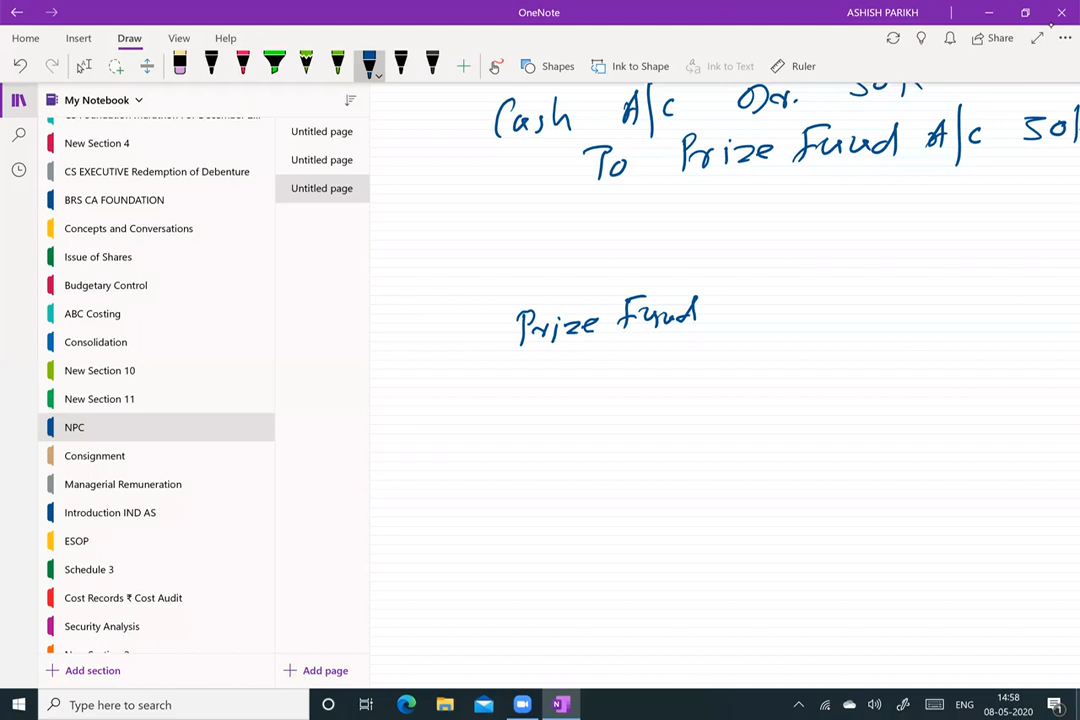 OneNote
ASHISH PARIKH
Home Insert Draw View Help
Share
Shapes Ink to Shape Ink to Text Ruler
My Notebook
New Section 4
CS EXECUTIVE Redemption of Debenture
BRS CA FOUNDATION
Concepts and Conversations
Issue of Shares
Budgetary Control
ABC Costing
Consolidation
New Section 10
New Section 11
NPC
Consignment
Managerial Remuneration
Introduction IND AS
ESOP
Schedule 3
Cost Records ₹ Cost Audit
Security Analysis
Add section
Untitled page
Untitled page
Untitled page
Add page
Cash A/c Dr.
To Prize Fund A/c
Prize Fund
Type here to search
ENG
14:58
08-05-2020